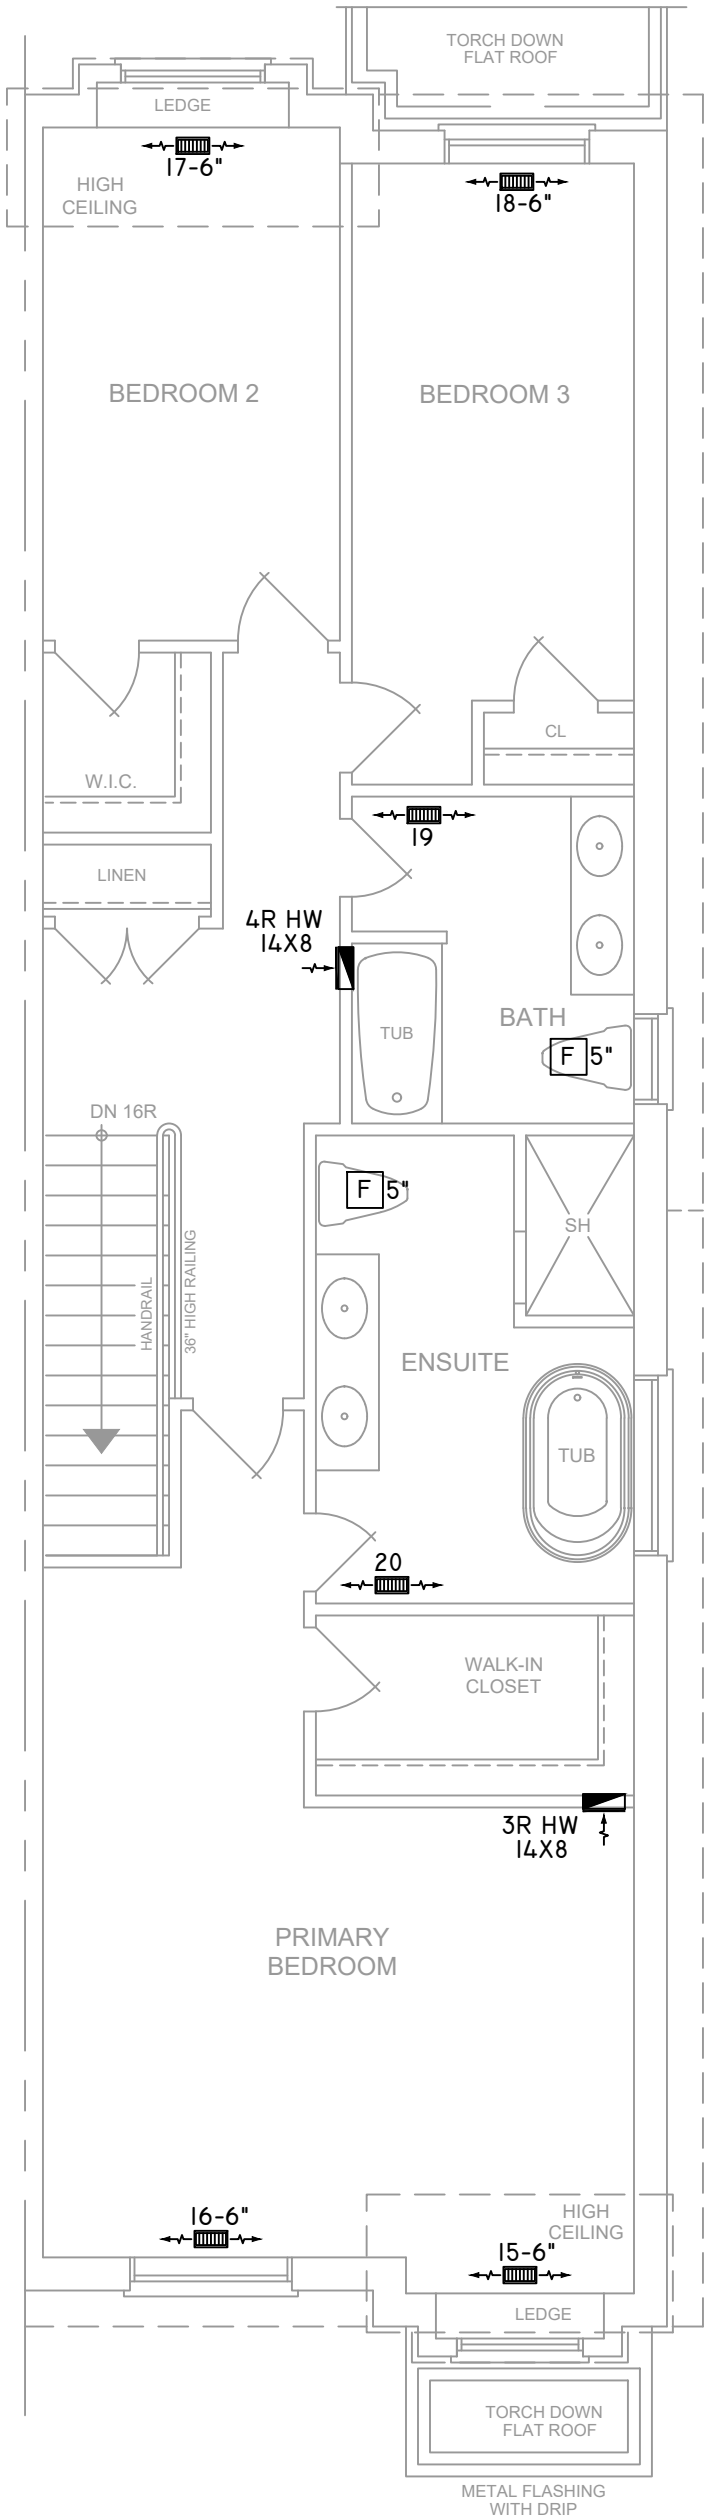 TORCH DOWN
FLAT ROOF
LEDGE
17-6"
HIGH
CEILING
18-6"
BEDROOM 2
BEDROOM 3
CL
W.I.C.
19
LINEN
4R HW
14X8
BATH
TUB
F 5"
DN 16R
F 5"
SH
HANDRAIL
36" HIGH RAILING
ENSUITE
TUB
20
WALK-IN
CLOSET
3R HW
14X8
PRIMARY
BEDROOM
16-6"
HIGH
CEILING
15-6"
LEDGE
TORCH DOWN
FLAT ROOF
METAL FLASHING
WITH DRIP